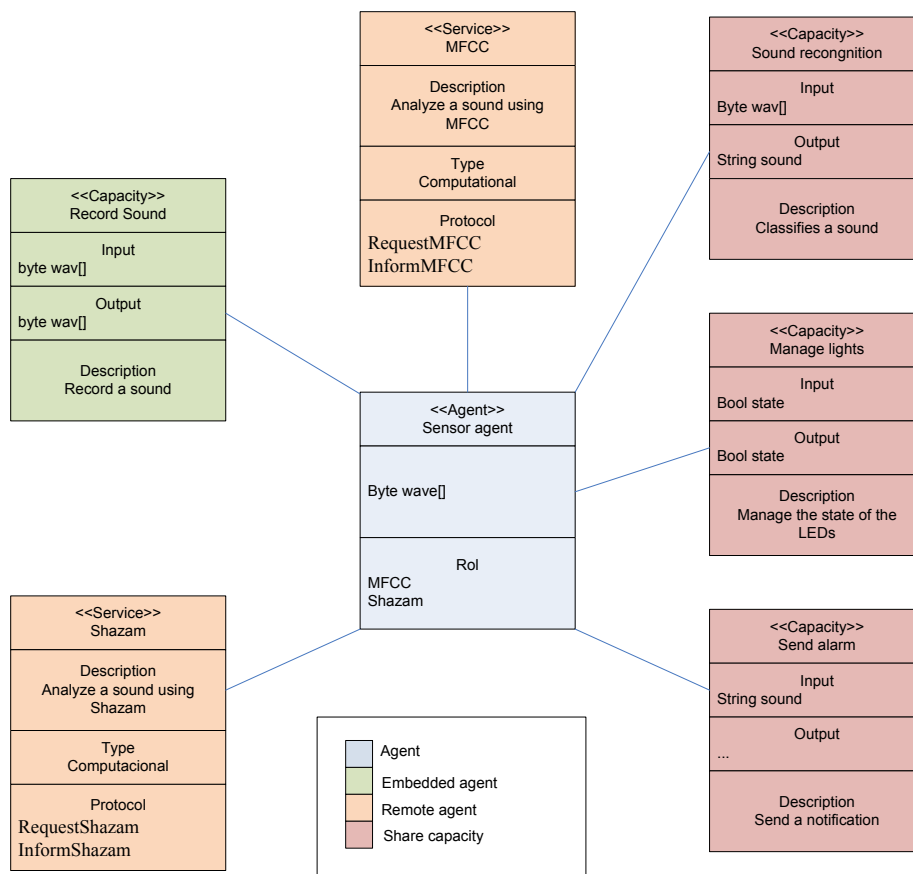 <<Service>>
MFCC
Description
Analyze a sound using
MFCC
Type
Computational
Protocol
RequestMFCC
InformMFCC
<<Capacity>>
Sound recongnition
Input
Byte wav[]
Output
String sound
Description
Classifies a sound
<<Capacity>>
Record Sound
Input
byte wav[]
Output
byte wav[]
Description
Record a sound
<<Capacity>>
Manage lights
Input
Bool state
Output
Bool state
Description
Manage the state of the
LEDs
<<Agent>>
Sensor agent
Byte wave[]
Rol
MFCC
Shazam
<<Service>>
Shazam
Description
Analyze a sound using
Shazam
Type
Computacional
Protocol
RequestShazam
InformShazam
<<Capacity>>
Send alarm
Input
String sound
Output
...
Description
Send a notification
Agent
Embedded agent
Remote agent
Share capacity